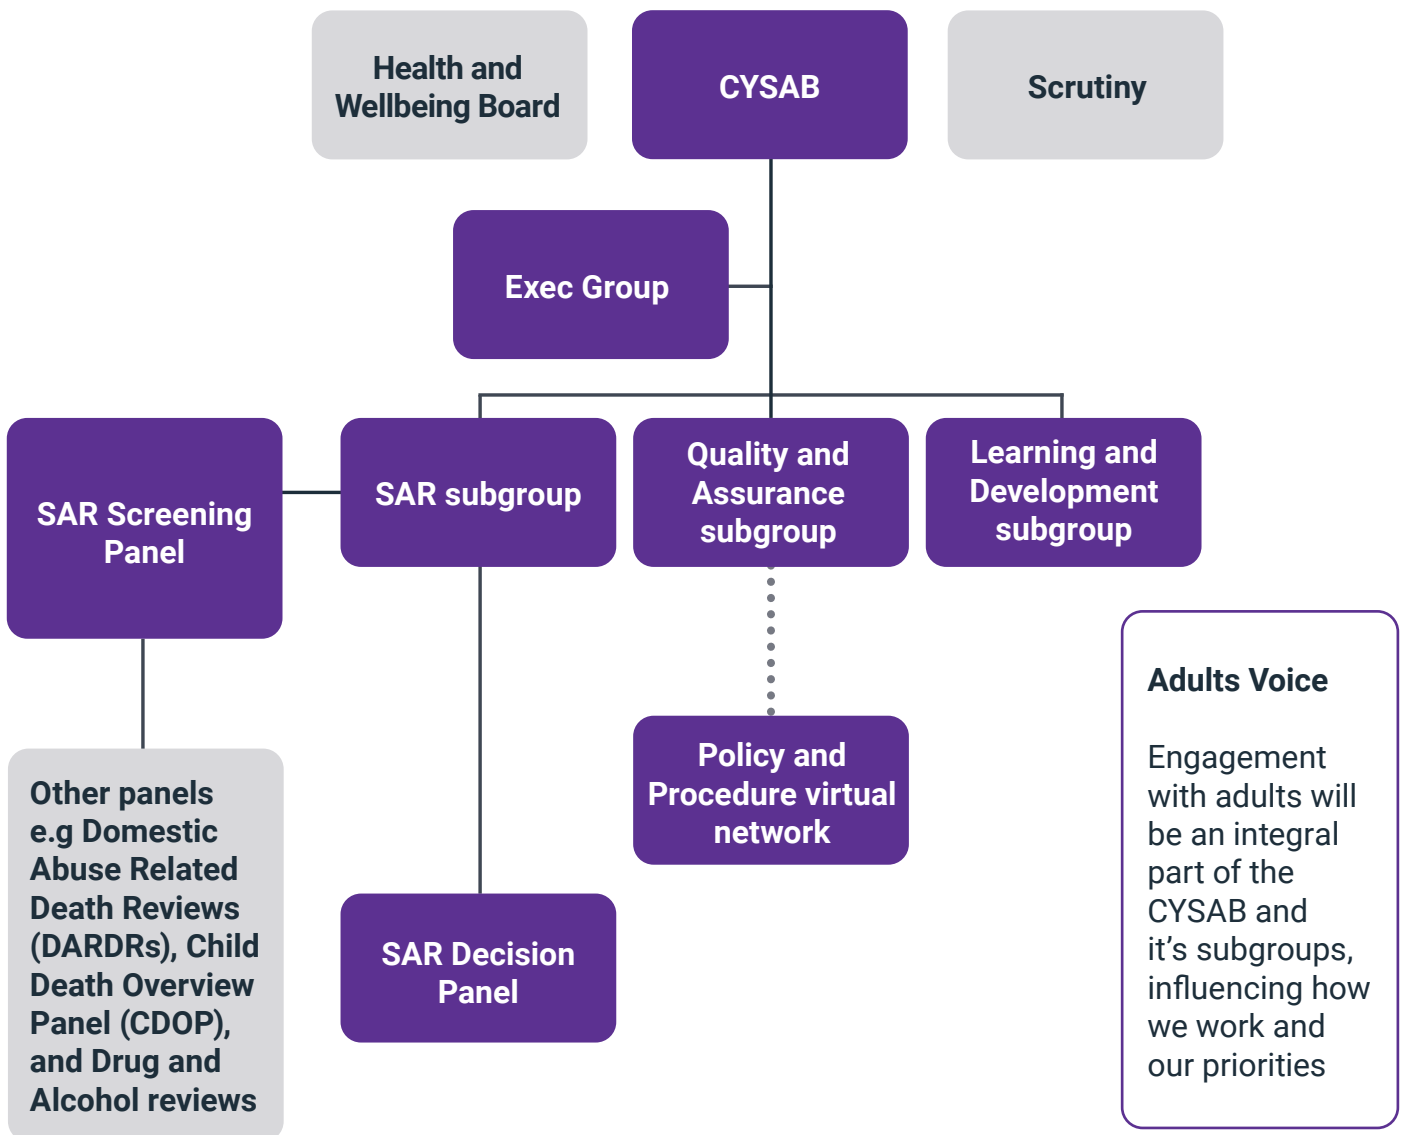 Health and
Wellbeing Board
CYSAB
Scrutiny
Exec Group
SAR Screening
Panel
SAR subgroup
Quality and
Assurance
subgroup
Learning and
Development
subgroup
Other panels
e.g Domestic
Abuse Related
Death Reviews
(DARDRs), Child
Death Overview
Panel (CDOP),
and Drug and
Alcohol reviews
SAR Decision
Panel
Policy and
Procedure virtual
network
Adults Voice
Engagement
with adults will
be an integral
part of the
CYSAB and
it’s subgroups,
influencing how
we work and
our priorities